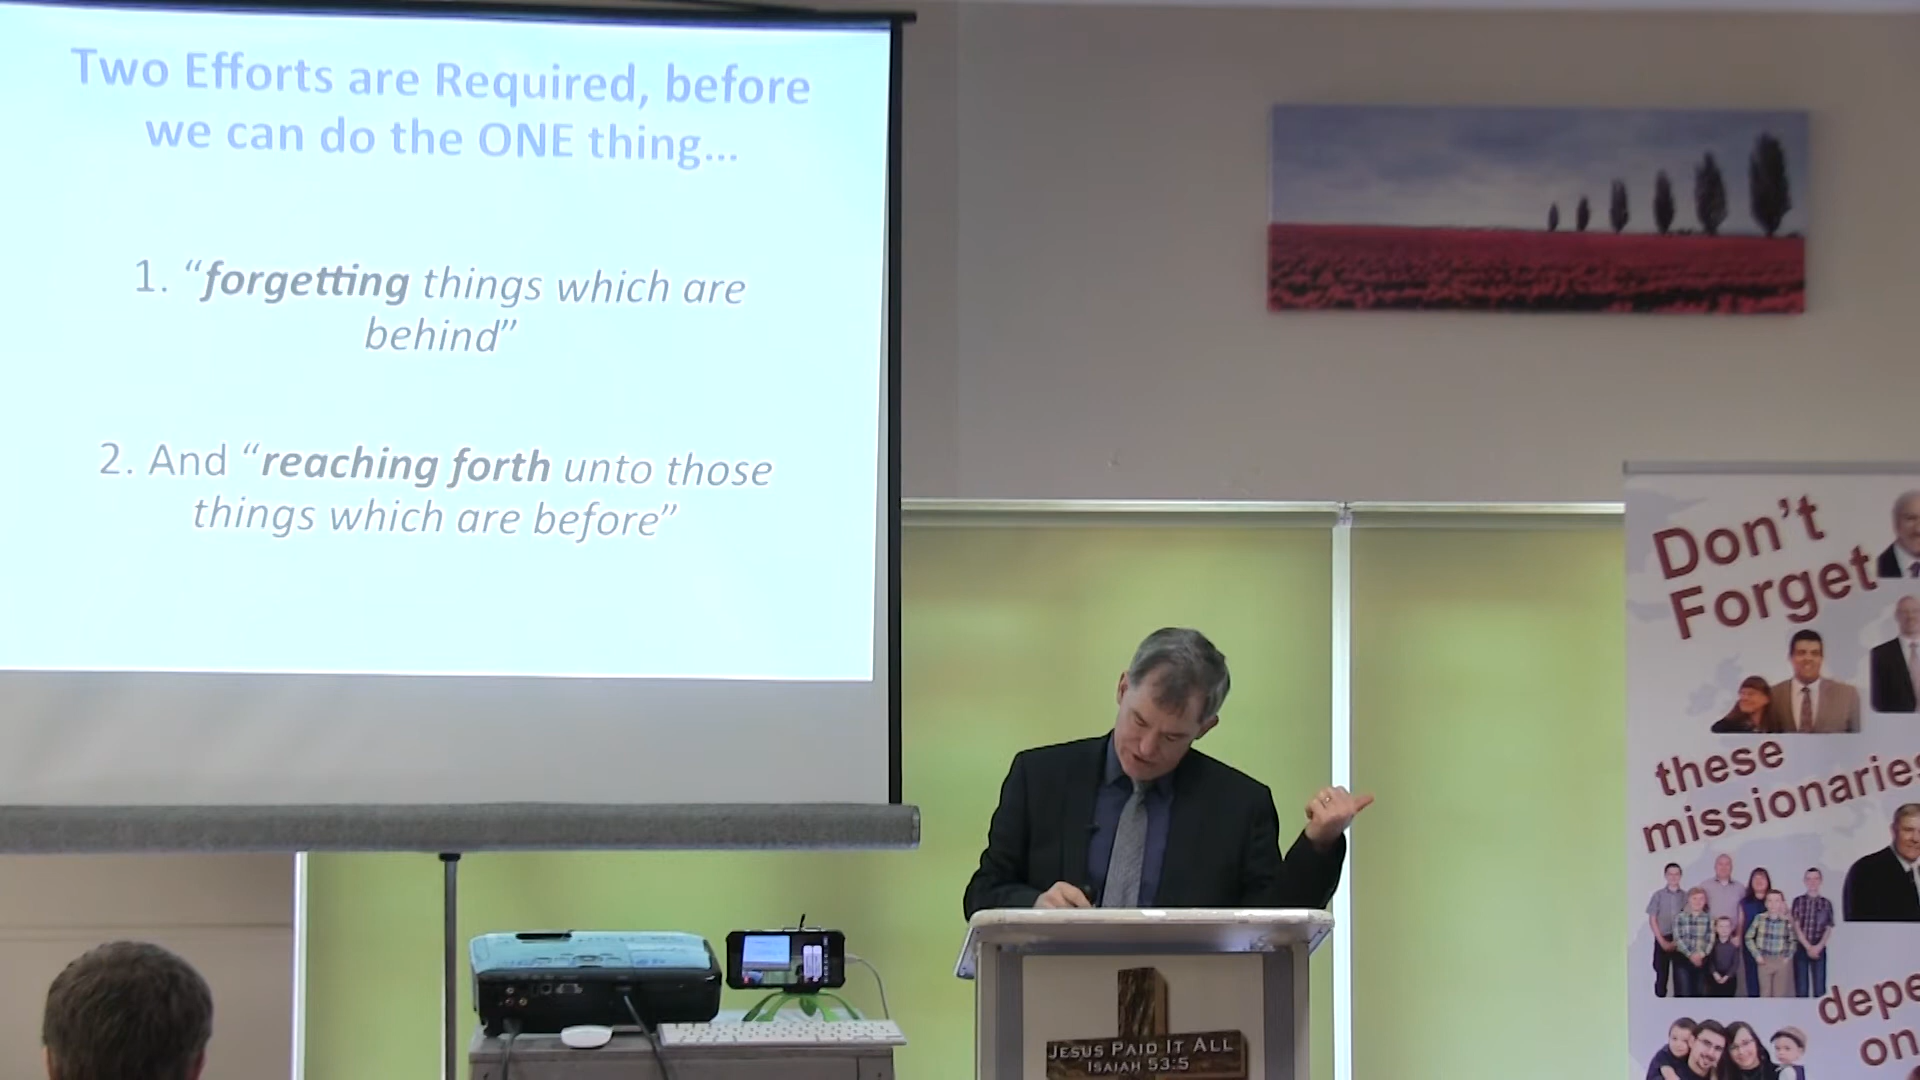 Two Efforts are Required, before
we can do the ONE thing...
1. “forgetting things which are
behind”
2. And “reaching forth unto those
things which are before”
Don't
Forget
these
missionaries
on
JESUS PAID IT ALL
ISAIAH 53:5